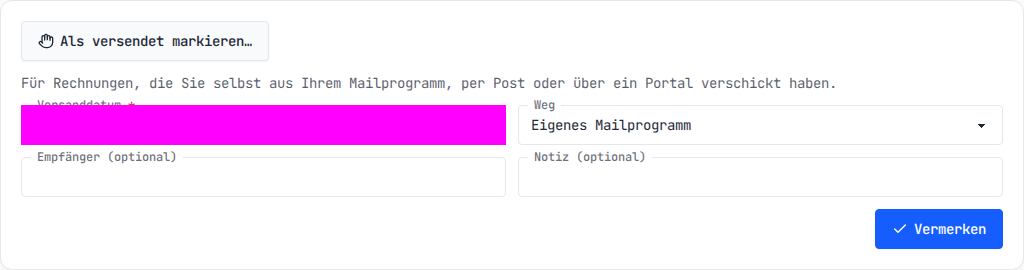 Als versendet markieren…
Für Rechnungen, die Sie selbst aus Ihrem Mailprogramm, per Post oder über ein Portal verschickt haben.
Versanddatum *
Weg
Eigenes Mailprogramm
Empfänger (optional)
Notiz (optional)
Vermerken